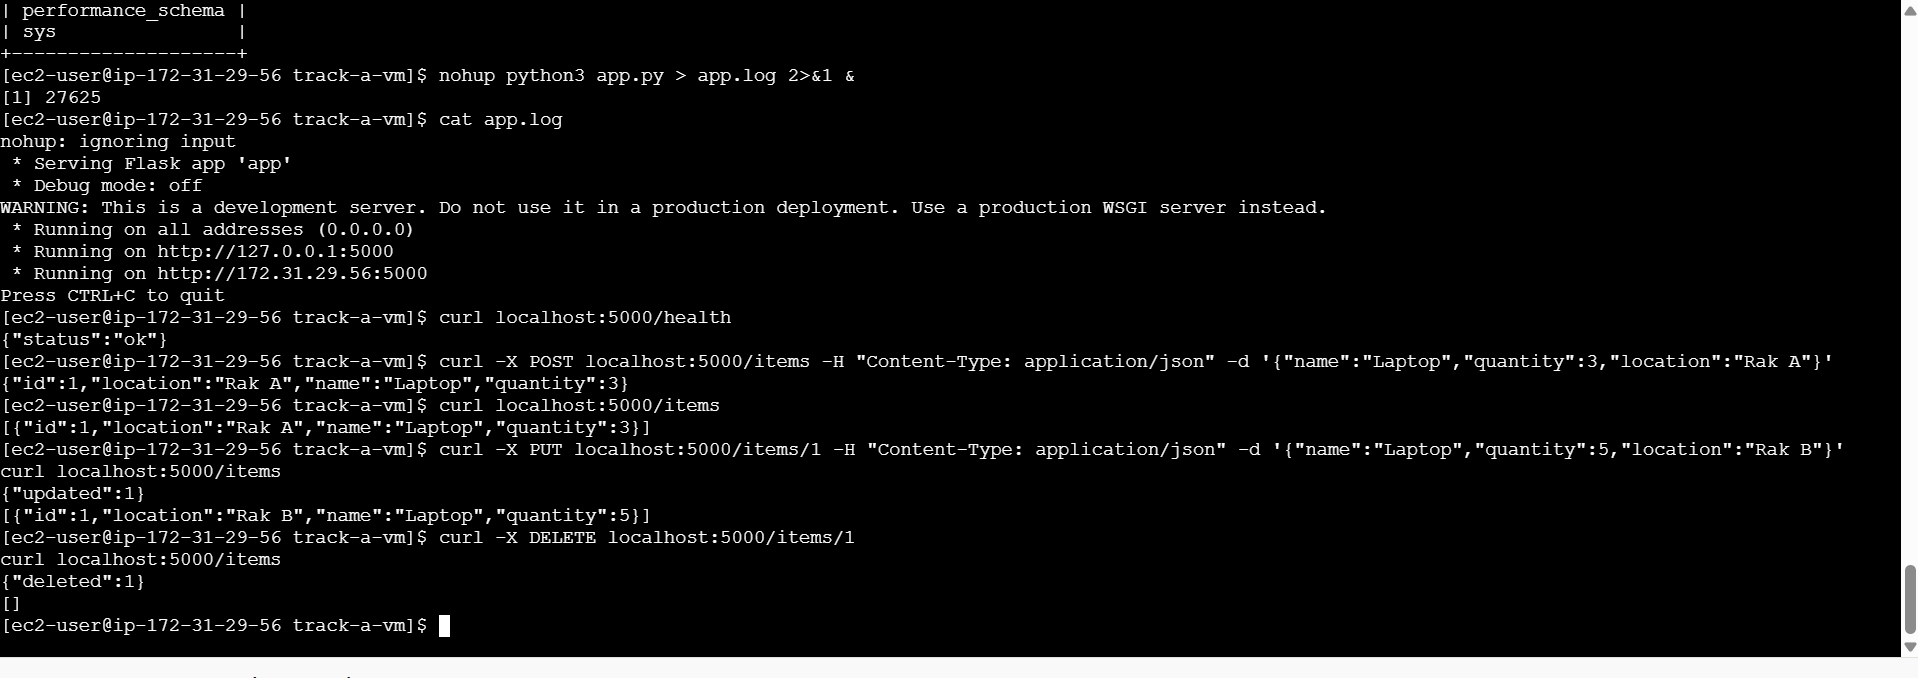 | performance_schema |
| sys                |
+--------------------+
[ec2-user@ip-172-31-29-56 track-a-vm]$ nohup python3 app.py > app.log 2>&1 &
[1] 27625
[ec2-user@ip-172-31-29-56 track-a-vm]$ cat app.log
nohup: ignoring input
 * Serving Flask app 'app'
 * Debug mode: off
WARNING: This is a development server. Do not use it in a production deployment. Use a production WSGI server instead.
 * Running on all addresses (0.0.0.0)
 * Running on http://127.0.0.1:5000
 * Running on http://172.31.29.56:5000
Press CTRL+C to quit
[ec2-user@ip-172-31-29-56 track-a-vm]$ curl localhost:5000/health
{"status":"ok"}
[ec2-user@ip-172-31-29-56 track-a-vm]$ curl -X POST localhost:5000/items -H "Content-Type: application/json" -d '{"name":"Laptop","quantity":3,"location":"Rak A"}'
{"id":1,"location":"Rak A","name":"Laptop","quantity":3}
[ec2-user@ip-172-31-29-56 track-a-vm]$ curl localhost:5000/items
[{"id":1,"location":"Rak A","name":"Laptop","quantity":3}]
[ec2-user@ip-172-31-29-56 track-a-vm]$ curl -X PUT localhost:5000/items/1 -H "Content-Type: application/json" -d '{"name":"Laptop","quantity":5,"location":"Rak B"}'
curl localhost:5000/items
{"updated":1}
[{"id":1,"location":"Rak B","name":"Laptop","quantity":5}]
[ec2-user@ip-172-31-29-56 track-a-vm]$ curl -X DELETE localhost:5000/items/1
curl localhost:5000/items
{"deleted":1}
[]
[ec2-user@ip-172-31-29-56 track-a-vm]$